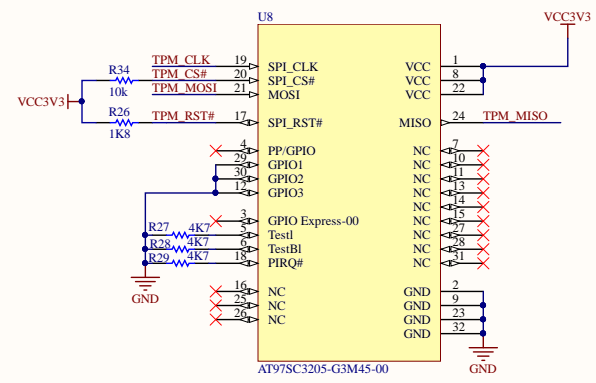 U8
VCC3V3
TPM_CLK 19 SPI_CLK VCC 1
R34 TPM_CS# 20 SPI_CS# VCC 8
10k TPM_MOSI 21 MOSI VCC 22
VCC3V3
R26 TPM_RST# 17 SPI_RST# MISO 24 TPM_MISO
1K8
4 PP/GPIO NC 7
29 GPIO1 NC 10
30 GPIO2 NC 11
12 GPIO3 NC 13
NC 14
3 GPIO Express-00 NC 15
R27 4K7 5 TestI NC 27
R28 4K7 6 TestBI NC 28
R29 4K7 18 PIRQ# NC 31
16 NC GND 2
GND
25 NC GND 9
26 NC GND 23
GND 32
GND
AT97SC3205-G3M45-00